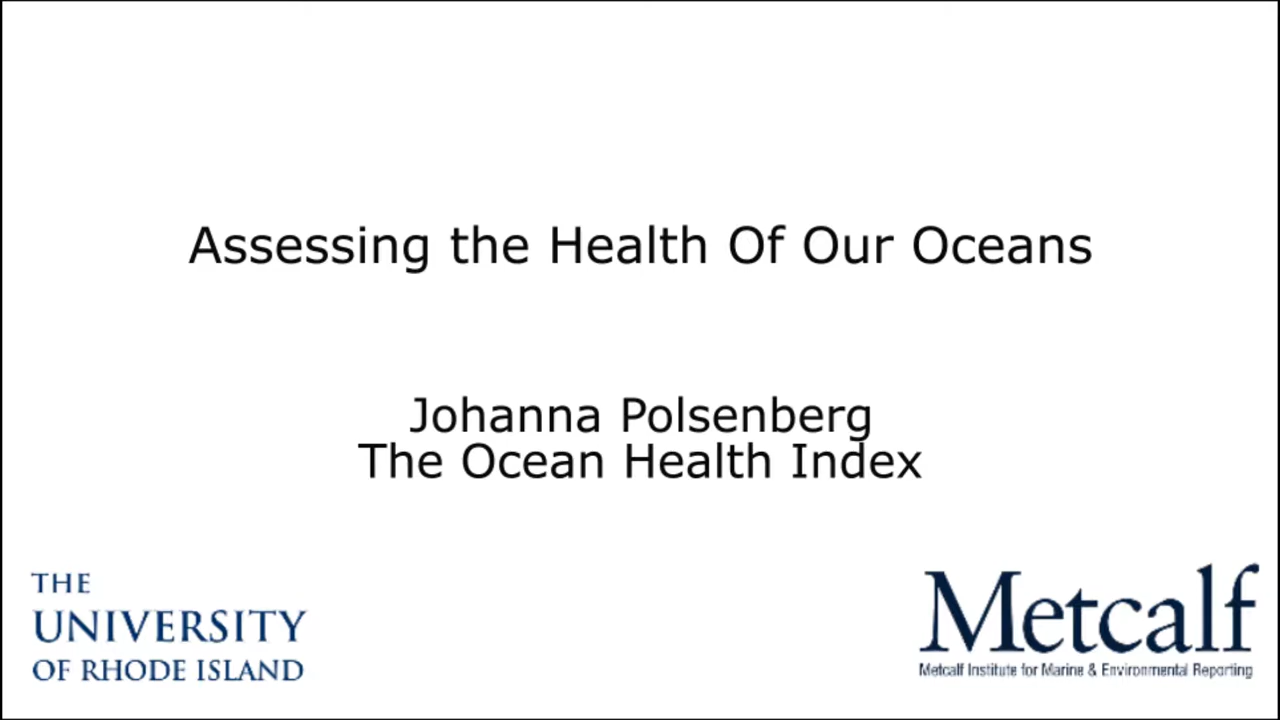 Assessing the Health Of Our Oceans
Johanna Polsenberg
The Ocean Health Index
THE
UNIVERSITY
OF RHODE ISLAND
Metcalf
Metcalf Institute for Marine & Environmental Reporting